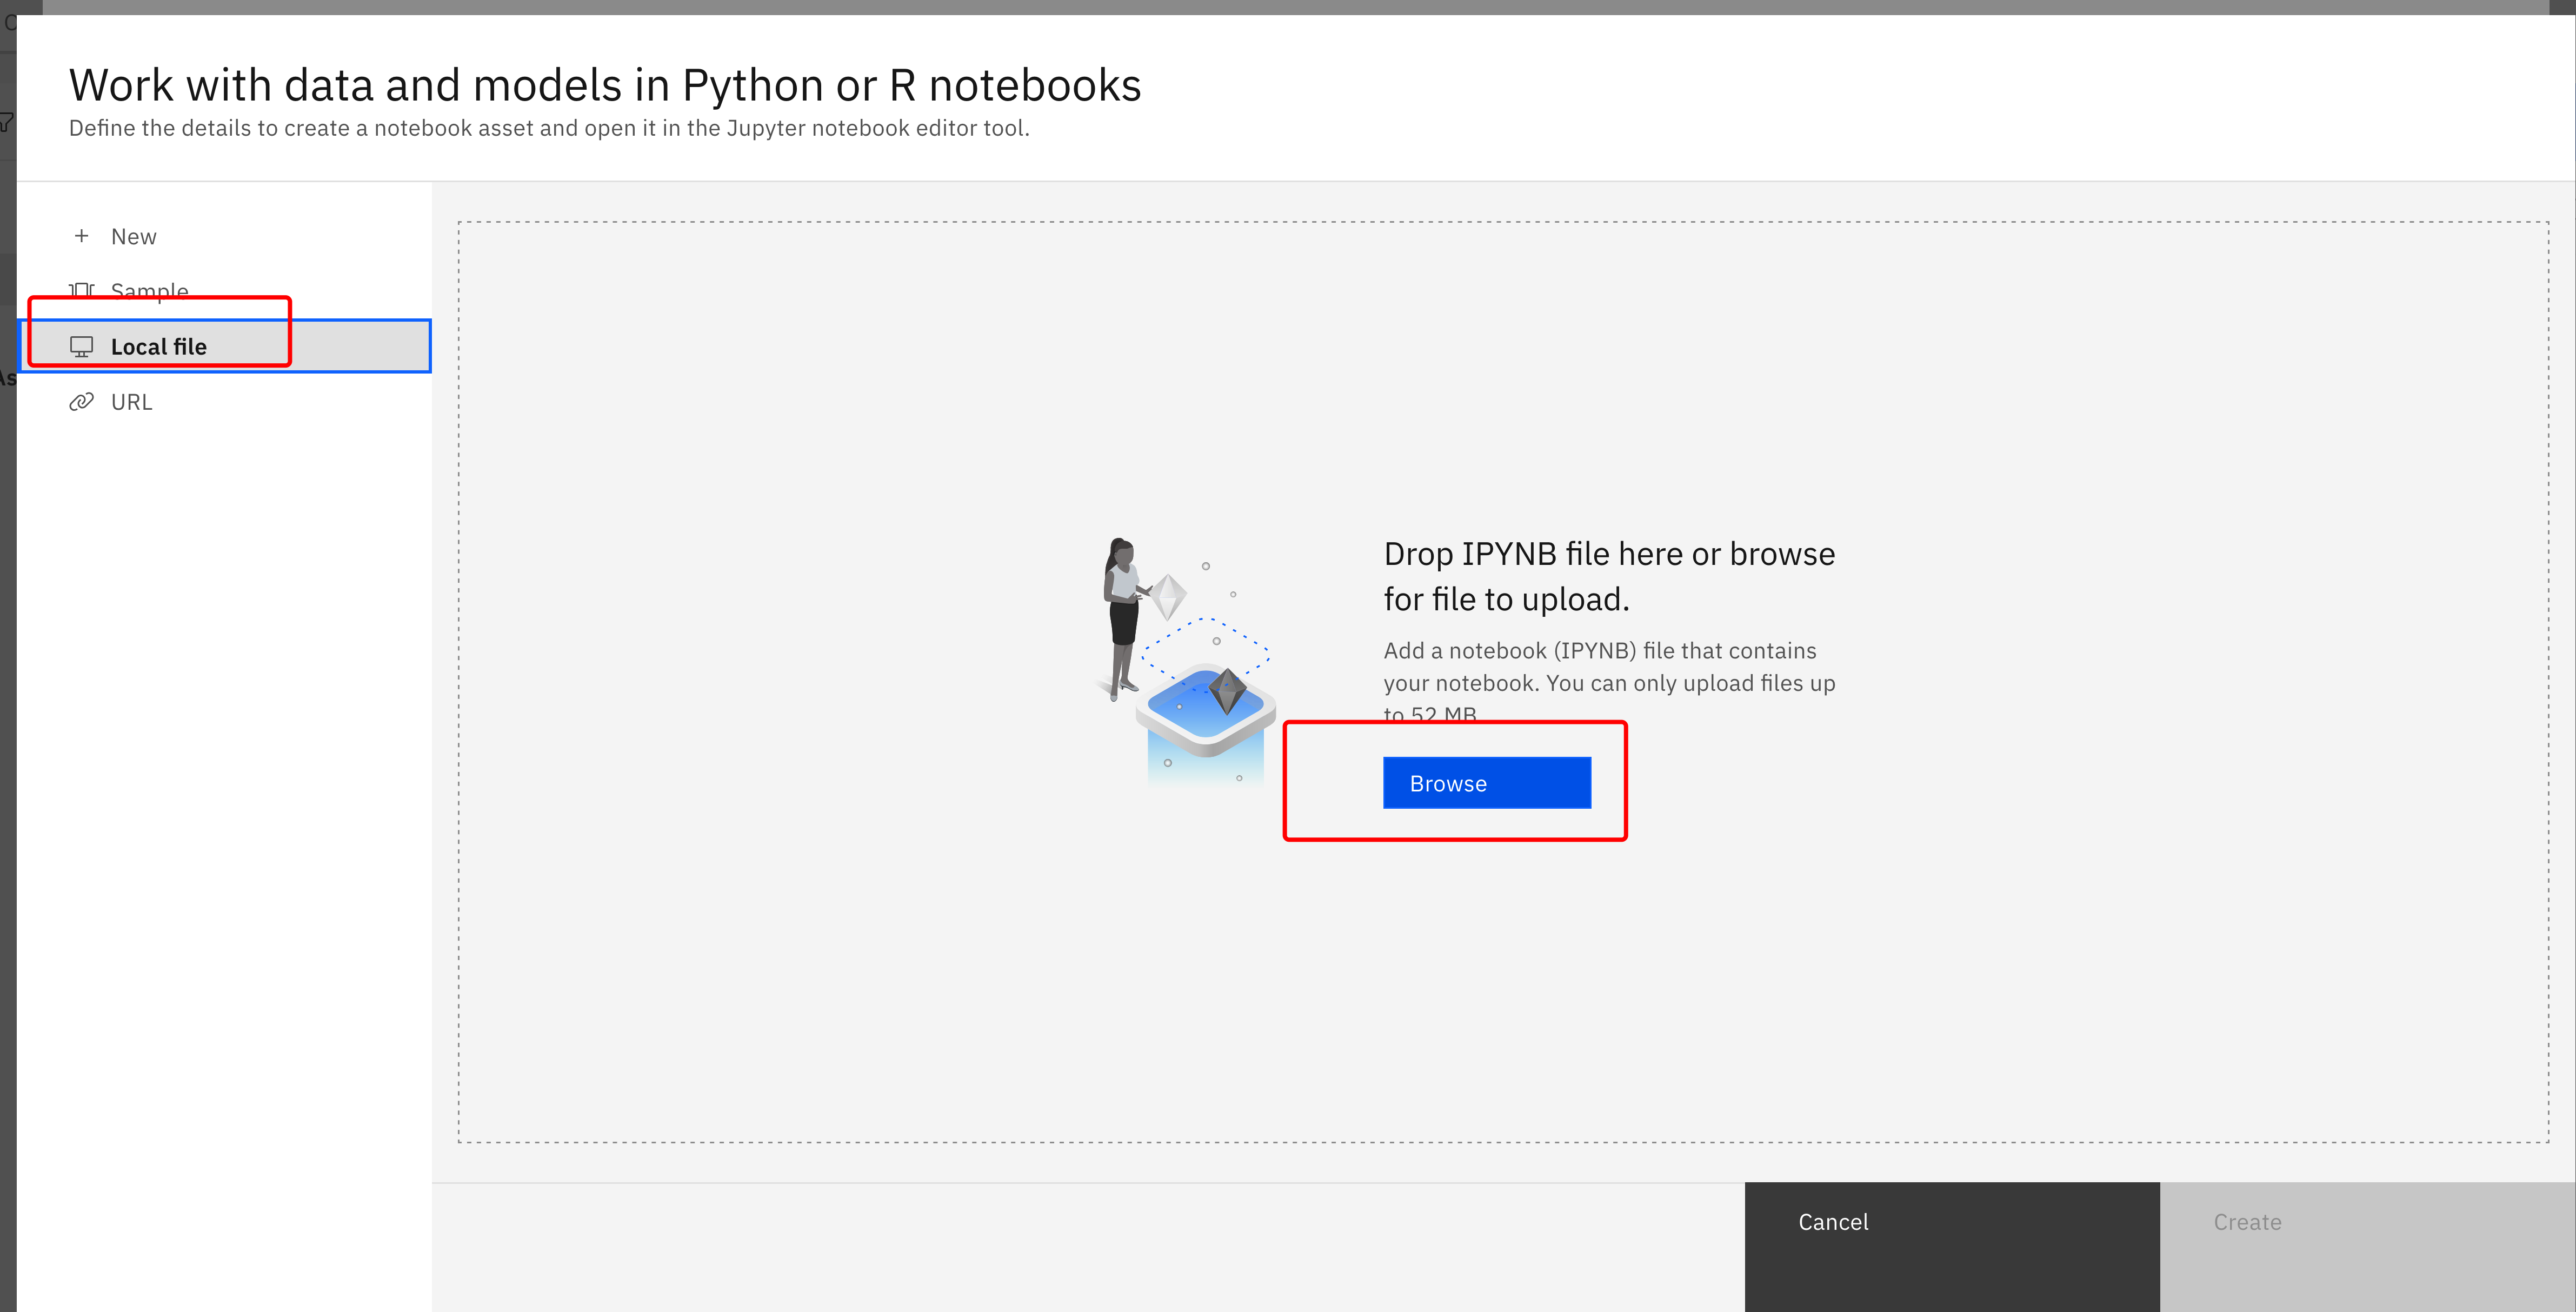 Work with data and models in Python or R notebooks
Define the details to create a notebook asset and open it in the Jupyter notebook editor tool.
New
Sample
Local file
URL
Drop IPYNB file here or browse
for file to upload.
Add a notebook (IPYNB) file that contains
your notebook. You can only upload files up
to 52 MB
Browse
Cancel
Create